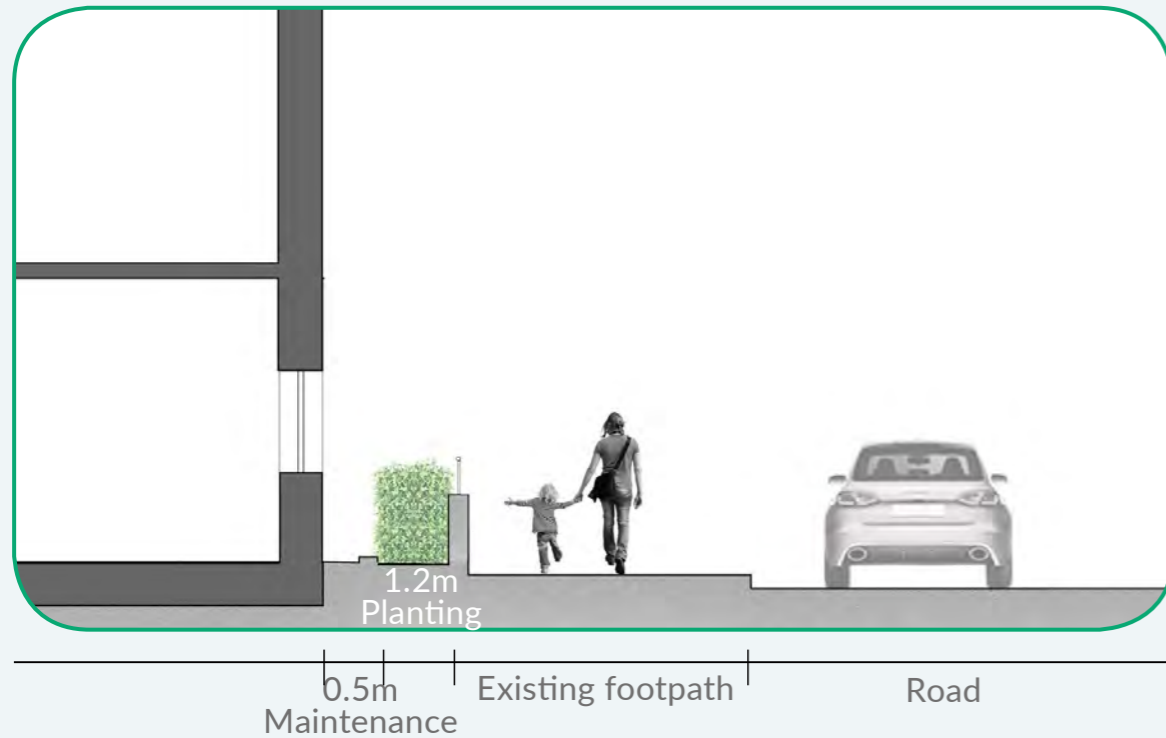 1.2m
Planting
0.5m
Maintenance
Existing footpath
Road